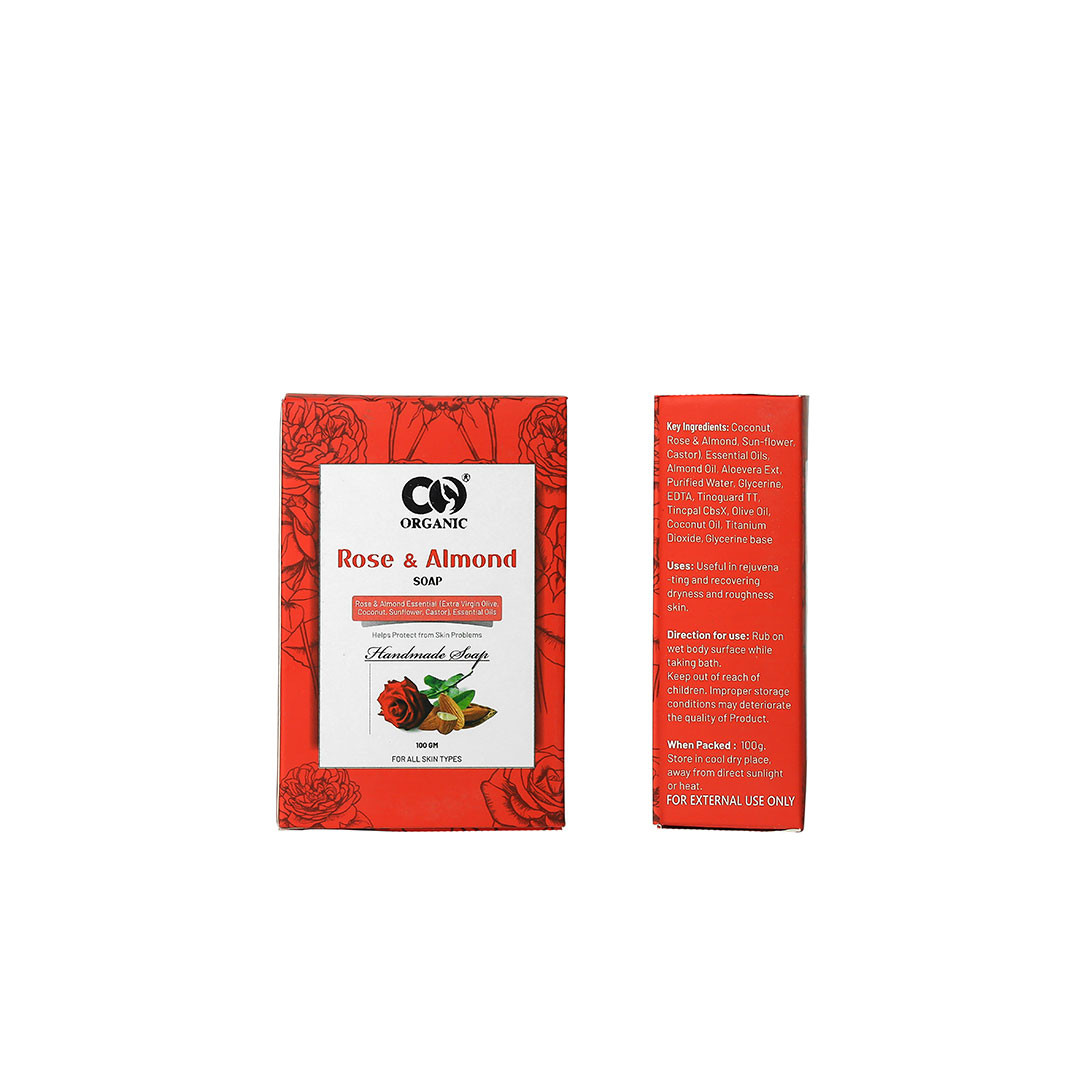 CO®
ORGANIC
Rose & Almond
SOAP
Rose & Almond Essential (Extra Virgin Olive,
Coconut, Sunflower, Castor), Essential Oils
Helps Protect from Skin Problems
Handmade Soap
100 GM
FOR ALL SKIN TYPES
Key Ingredients: Coconut,
Rose & Almond, Sun-flower,
Castor), Essential Oils,
Almond Oil, Aloevera Ext,
Purified Water, Glycerine,
EDTA, Tinoguard TT,
Tincpal CbsX, Olive Oil,
Coconut Oil, Titanium
Dioxide, Glycerine base
Uses: Useful in rejuvena
-ting and recovering
dryness and roughness
skin.
Direction for use: Rub on
wet body surface while
taking bath.
Keep out of reach of
children. Improper storage
conditions may deteriorate
the quality of Product.
When Packed : 100g.
Store in cool dry place,
away from direct sunlight
or heat.
FOR EXTERNAL USE ONLY